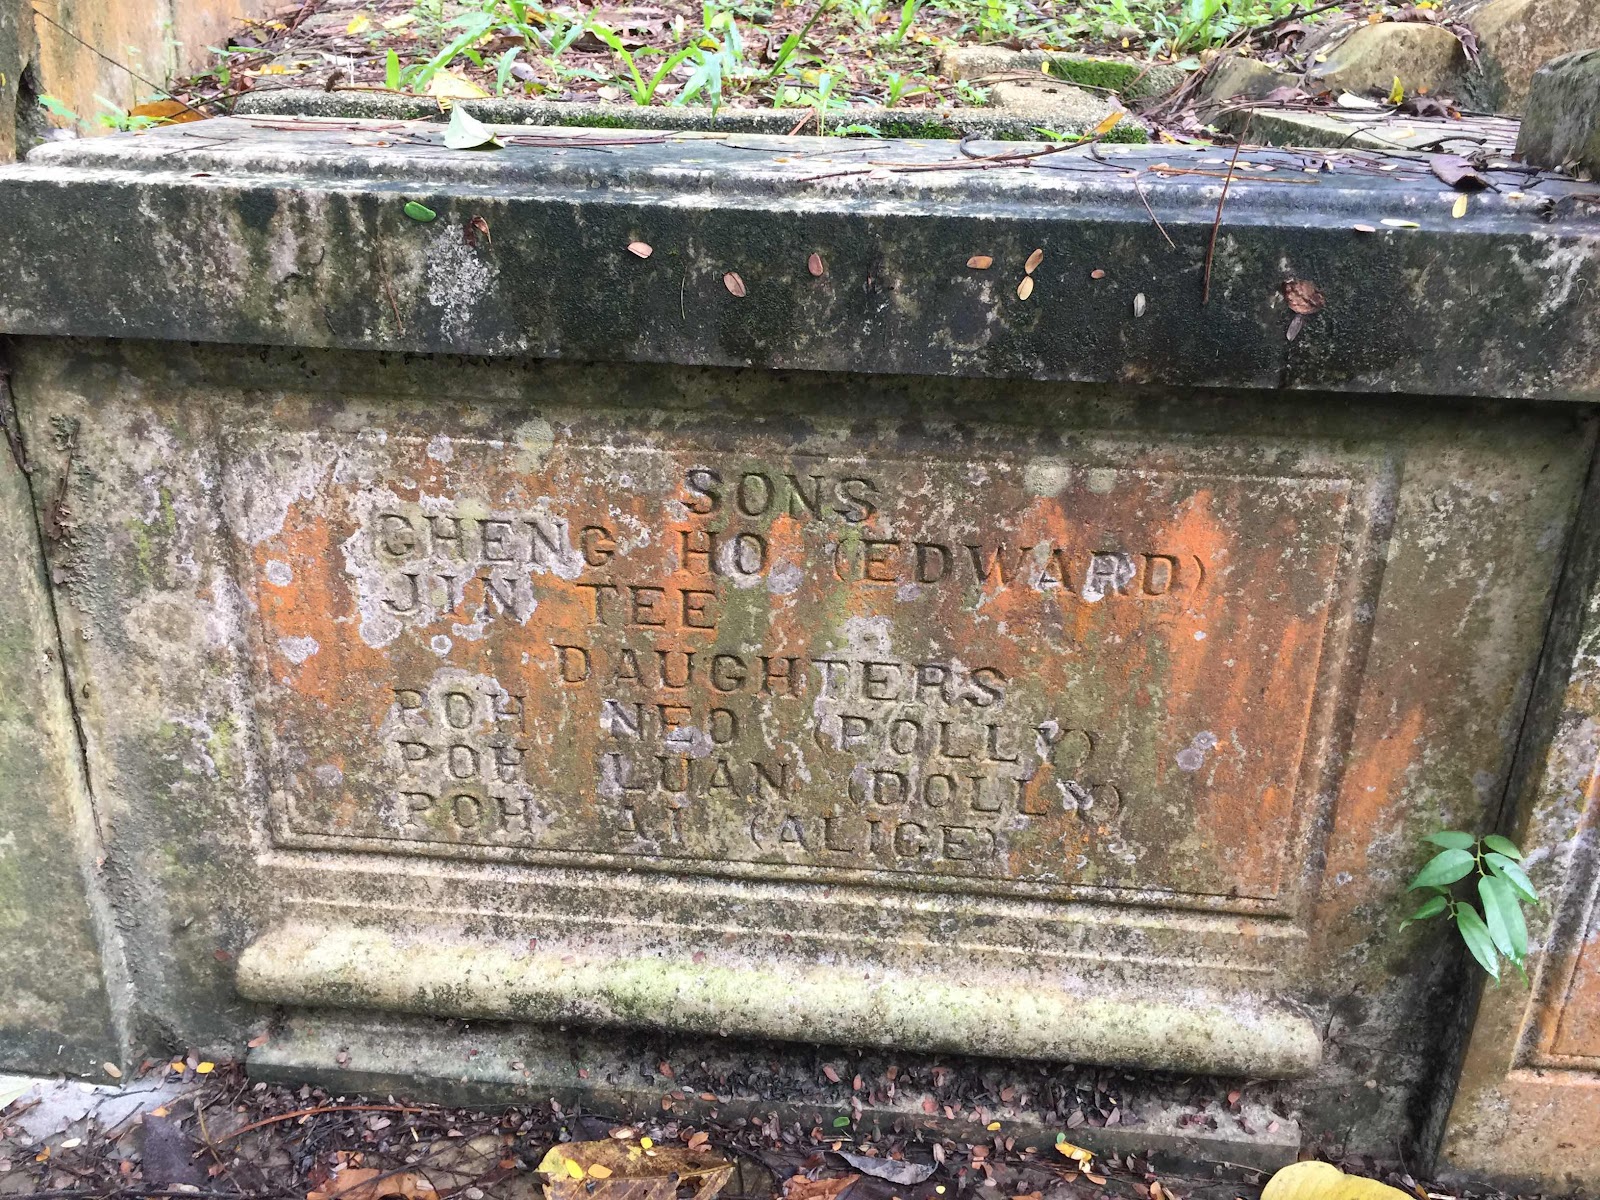 SONS
CHENG HO (EDWARD)
JIN TEE
DAUGHTERS
POH NEO (POLLY)
POH LUAN (DOLLY)
POH AI (ALICE)